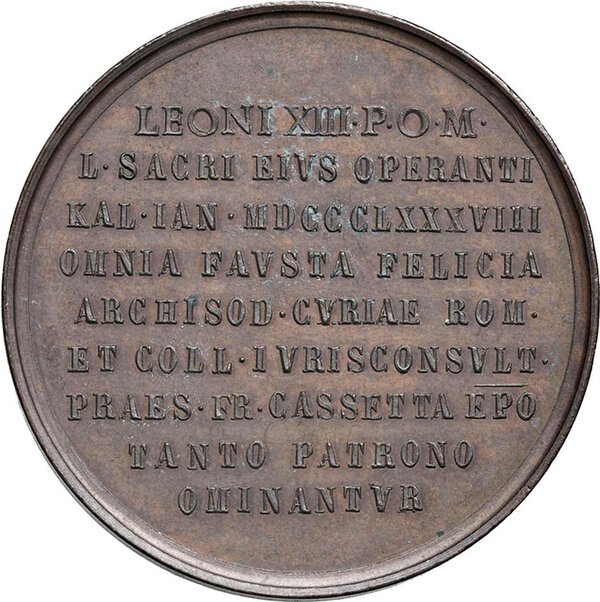 LEONI XIII·P·O·M·
L·SACRI EIVS OPERANTI
KAL·IAN·MDCCCLXXXVIII
OMNIA FAVSTA FELICIA
ARCHISOD·CVRIAE ROM·
ET COLL·IVRISCONSVLT·
PRAES·FR·CASSETTA EPO
TANTO PATRONO
OMINANTVR